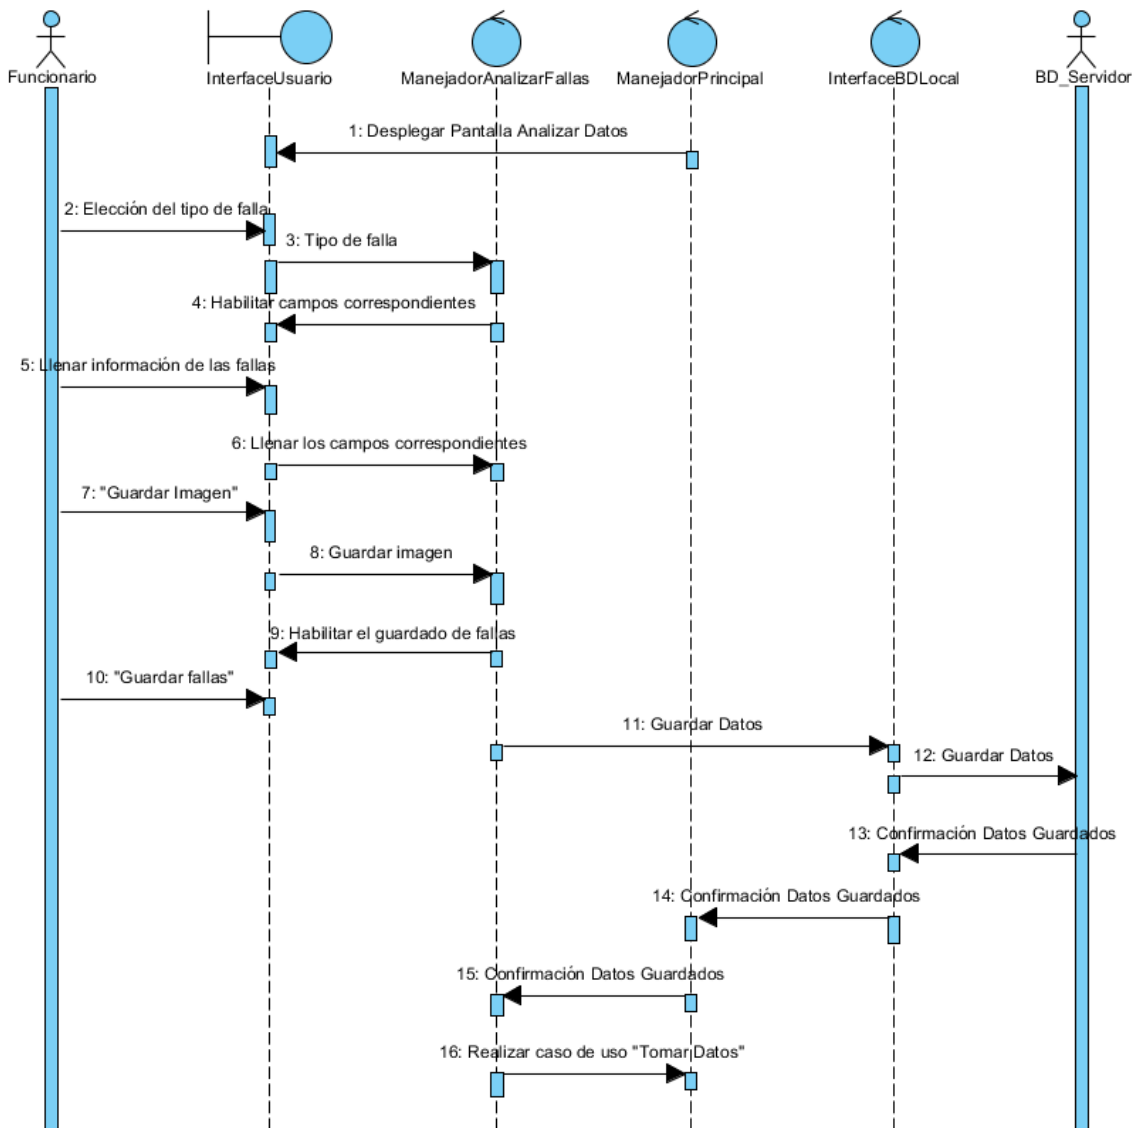 Funcionario
InterfaceUsuario
ManejadorAnalizarFallas
ManejadorPrincipal
InterfaceBDLocal
BD_Servidor
1: Desplegar Pantalla Analizar Datos
2: Elección del tipo de falla
3: Tipo de falla
4: Habilitar campos correspondientes
5: Llenar información de las fallas
6: Llenar los campos correspondientes
7: "Guardar Imagen"
8: Guardar imagen
9: Habilitar el guardado de fallas
10: "Guardar fallas"
11: Guardar Datos
12: Guardar Datos
13: Confirmación Datos Guardados
14: Confirmación Datos Guardados
15: Confirmación Datos Guardados
16: Realizar caso de uso "Tomar Datos"